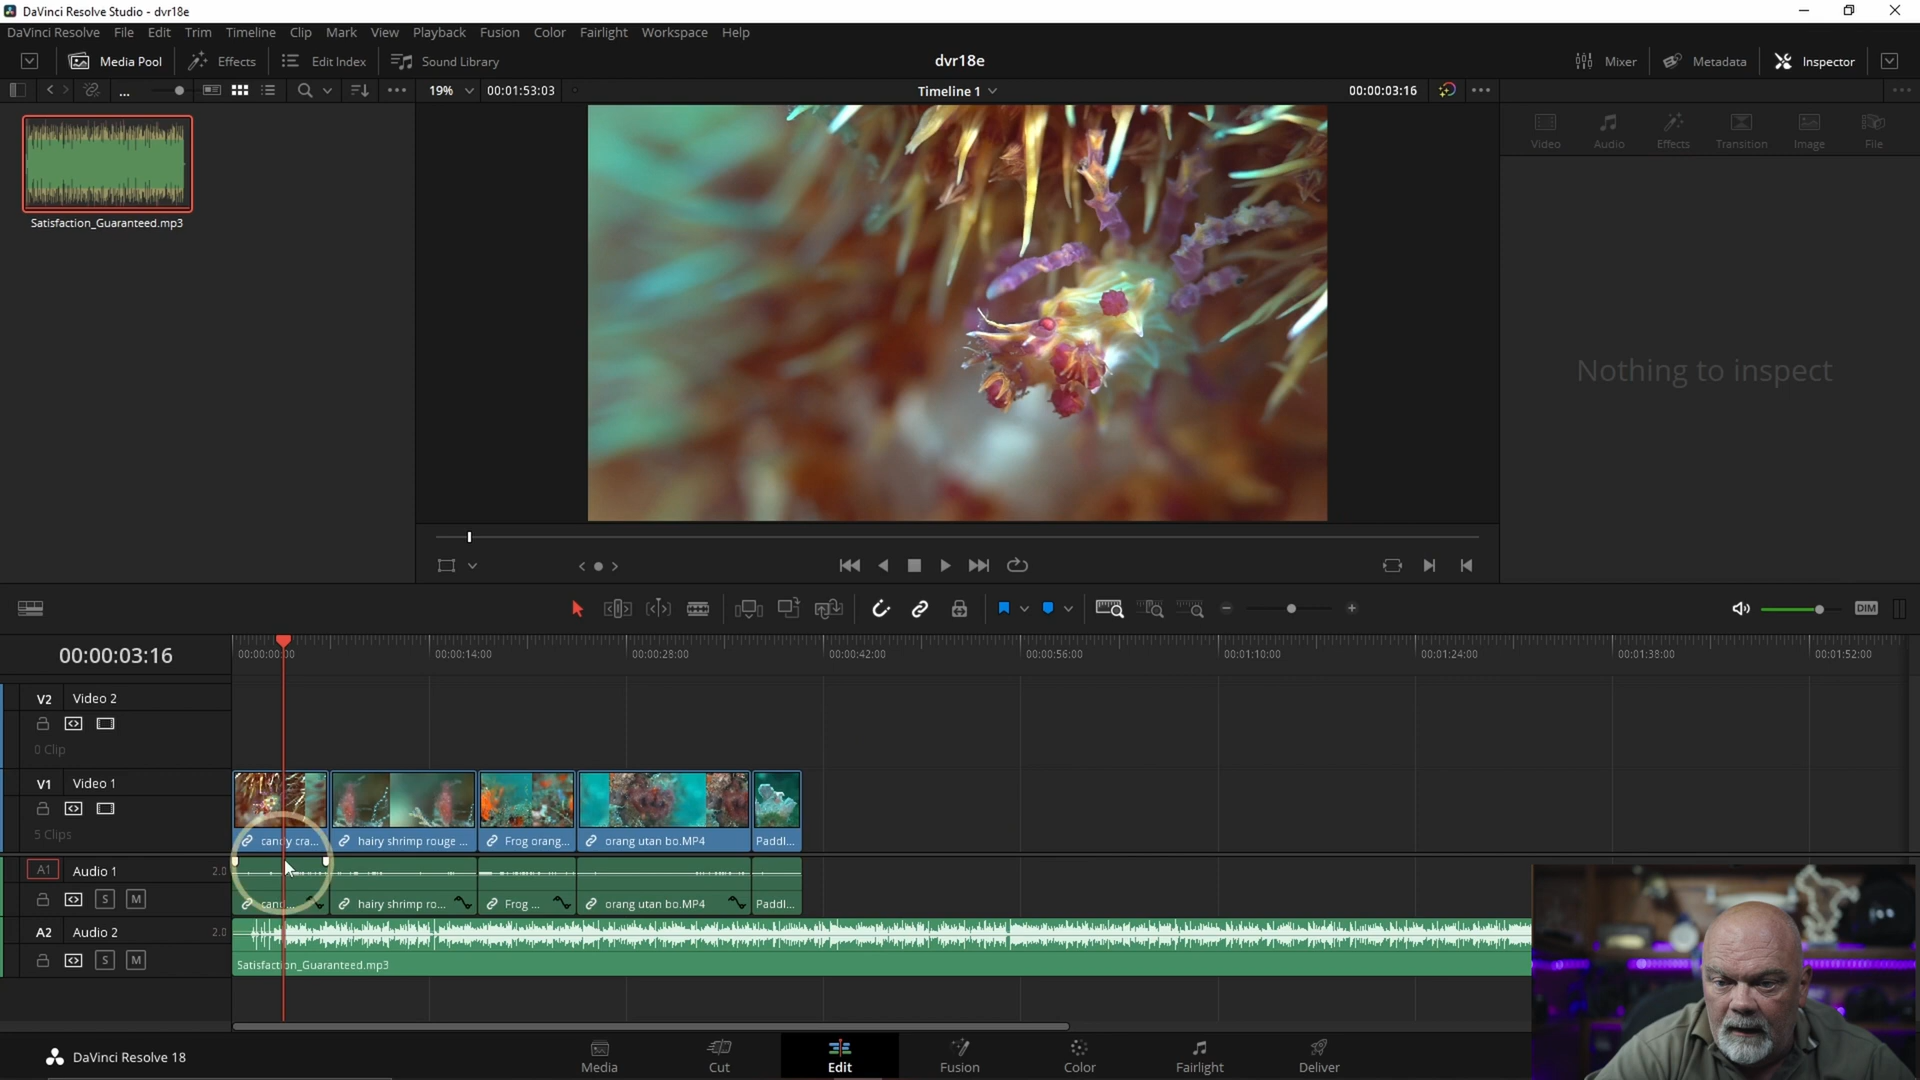 DaVinci Resolve Studio - dvr18e
DaVinci Resolve File Edit Trim Timeline Clip Mark View Playback Fusion Color Fairlight Workspace Help
Media Pool Effects Edit Index Sound Library dvr18e Mixer Metadata Inspector
... 19% 00:01:53:03 Timeline 1 00:00:03:16
Video Audio Effects Transition Image File
Satisfaction_Guaranteed.mp3
Nothing to inspect
DIM
00:00:03:16
00:00:00:00 00:00:14:00 00:00:28:00 00:00:42:00 00:00:56:00 00:01:10:00 00:01:24:00 00:01:38:00 00:01:52:00
V2 Video 2
0 Clip
V1 Video 1
5 Clips
candy cra... hairy shrimp rouge ... Frog orang... orang utan bo.MP4 Paddl...
A1 Audio 1 2.0
S M
cand... hairy shrimp ro... Frog ... orang utan bo.MP4 Paddl...
A2 Audio 2 2.0
S M
Satisfaction_Guaranteed.mp3
DaVinci Resolve 18
Media Cut Edit Fusion Color Fairlight Deliver